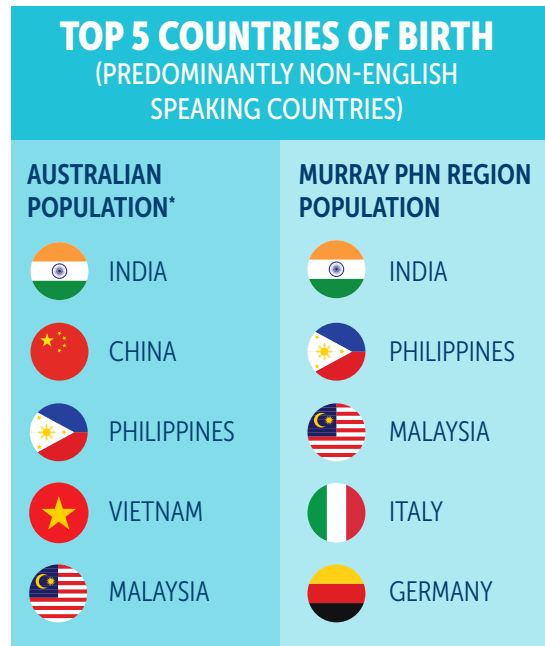 TOP 5 COUNTRIES OF BIRTH
(PREDOMINANTLY NON-ENGLISH
SPEAKING COUNTRIES)
AUSTRALIAN
POPULATION*
INDIA
CHINA
PHILIPPINES
VIETNAM
MALAYSIA
MURRAY PHN REGION
POPULATION
INDIA
PHILIPPINES
MALAYSIA
ITALY
GERMANY